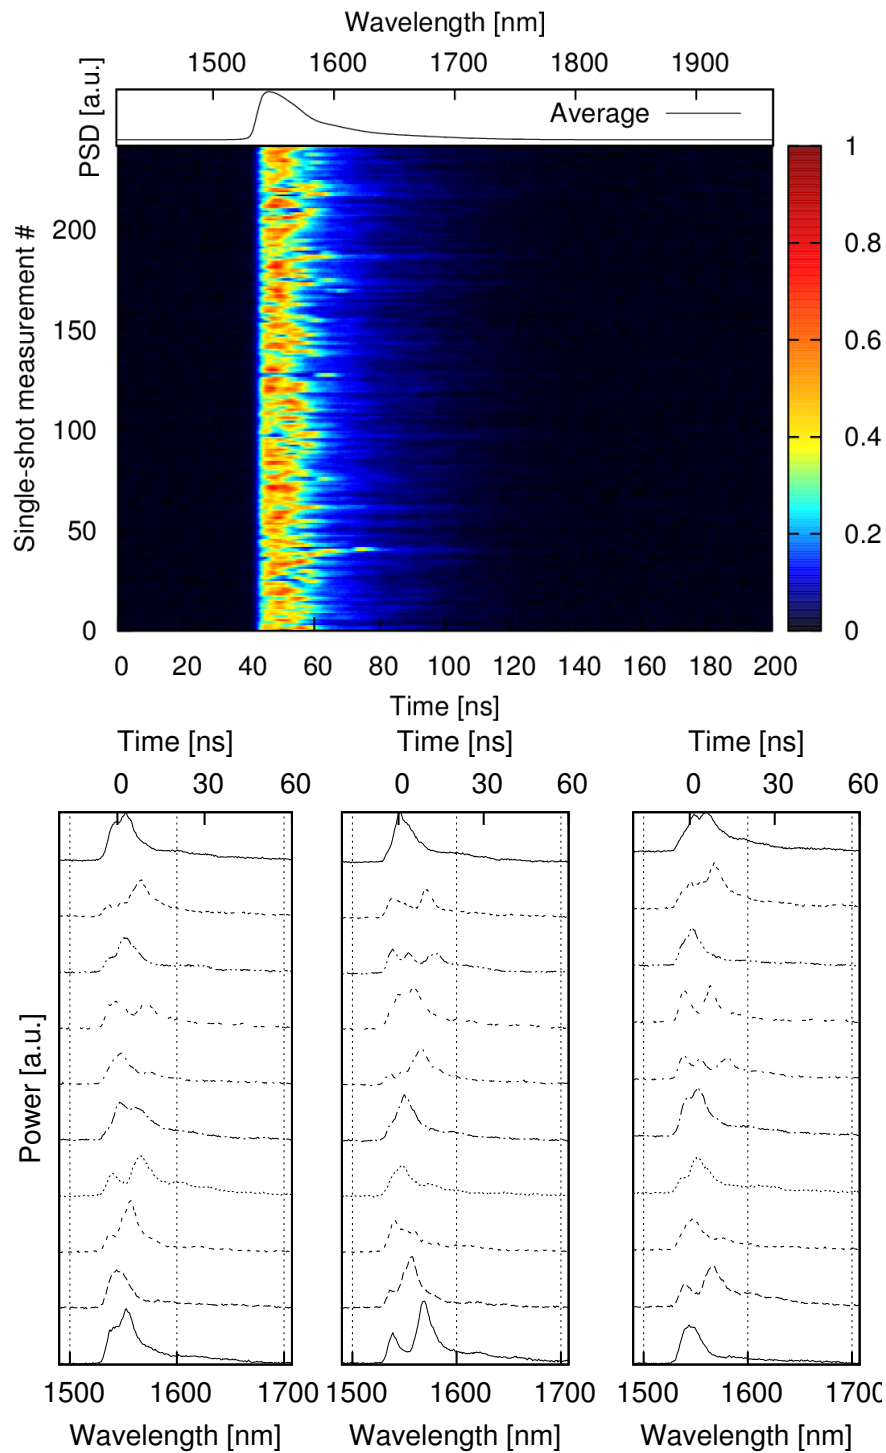 Wavelength [nm]
1500 1600 1700 1800 1900
PSD [a.u.]
Average
Single-shot measurement #
200
150
100
50
0
1
0.8
0.6
0.4
0.2
0
0 20 40 60 80 100 120 140 160 180 200
Time [ns]
Time [ns] Time [ns] Time [ns]
0 30 60 0 30 60 0 30 60
Power [a.u.]
1500 1600 1700 1500 1600 1700 1500 1600 1700
Wavelength [nm] Wavelength [nm] Wavelength [nm]